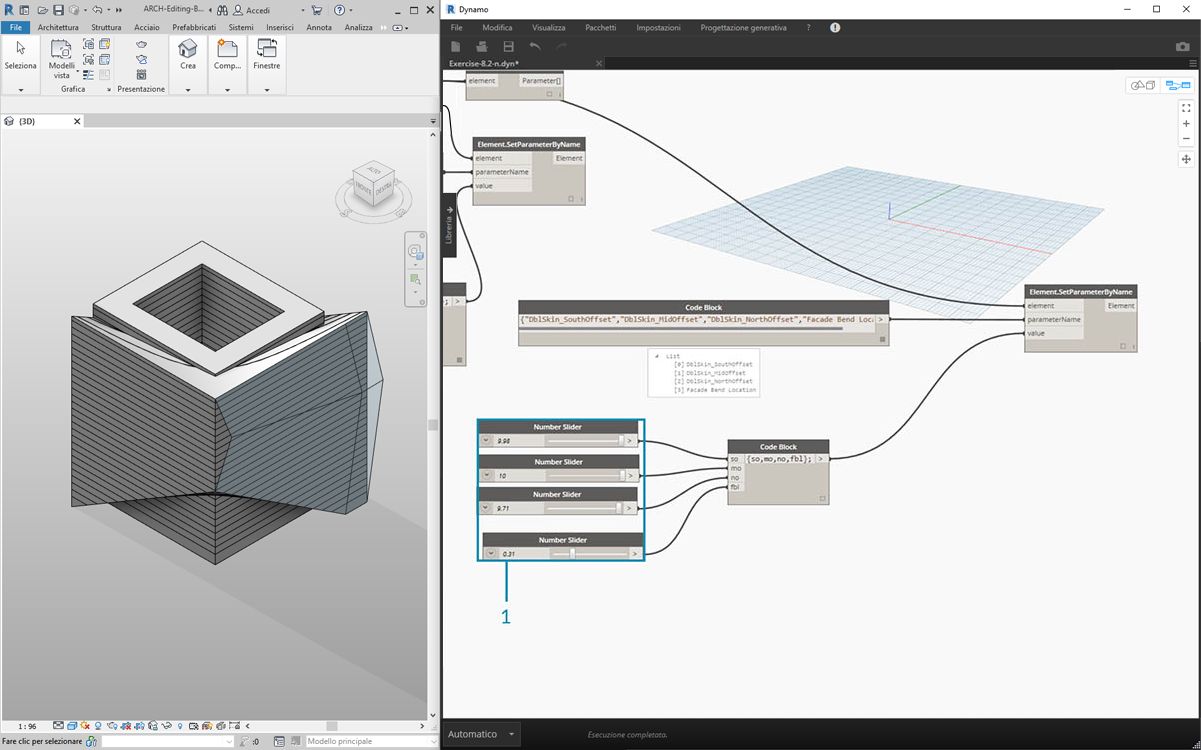 ARCH-Editing-B...
Accedi
File Architettura Struttura Acciaio Prefabbricati Sistemi Inserisci Annota Analizza
Seleziona
Modelli vista
Crea
Comp...
Finestre
Grafica
Presentazione
{3D}
1 : 96
Fare clic per selezionare
:0
Modello principale
Dynamo
File Modifica Visualizza Pacchetti Impostazioni Progettazione generativa ?
Exercise-8.2-n.dyn*
element Parameter[]
Element.SetParameterByName
element Element
parameterName
value
Libreria
; >
Code Block
{"DblSkin_SouthOffset","DblSkin_MidOffset","DblSkin_NorthOffset","Facade Bend Loc >
List
[0] DblSkin_SouthOffset
[1] DblSkin_MidOffset
[2] DblSkin_NorthOffset
[3] Facade Bend Location
Element.SetParameterByName
element Element
parameterName
value
Number Slider
9.98 >
Number Slider
10 >
Number Slider
9.71 >
Number Slider
0.31 >
Code Block
so {so,mo,no,fbl}; >
mo
no
fbl
1
Automatico
Esecuzione completata.